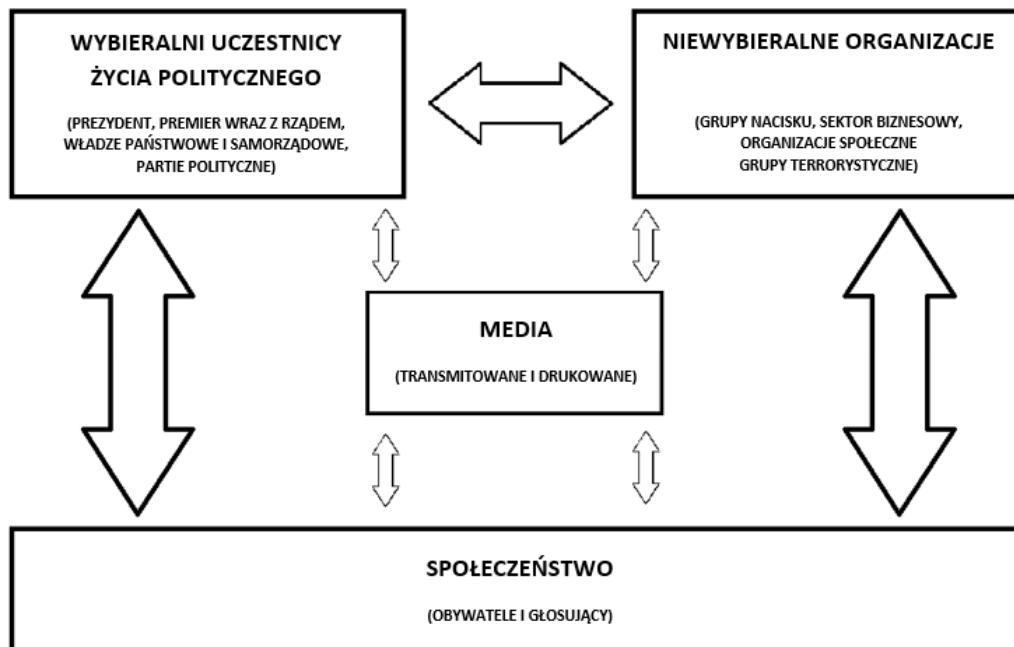 WYBIERALNI UCZESTNICY
ŻYCIA POLITYCZNEGO
(PREZYDENT, PREMIER WRAZ Z RZĄDEM,
WŁADZE PAŃSTWOWE I SAMORZĄDOWE,
PARTIE POLITYCZNE)
NIEWYBIERALNE ORGANIZACJE
(GRUPY NACISKU, SEKTOR BIZNESOWY,
ORGANIZACJE SPOŁECZNE
GRUPY TERRORYSTYCZNE)
MEDIA
(TRANSMITOWANE I DRUKOWANE)
SPOŁECZEŃSTWO
(OBYWATELE I GŁOSUJĄCY)